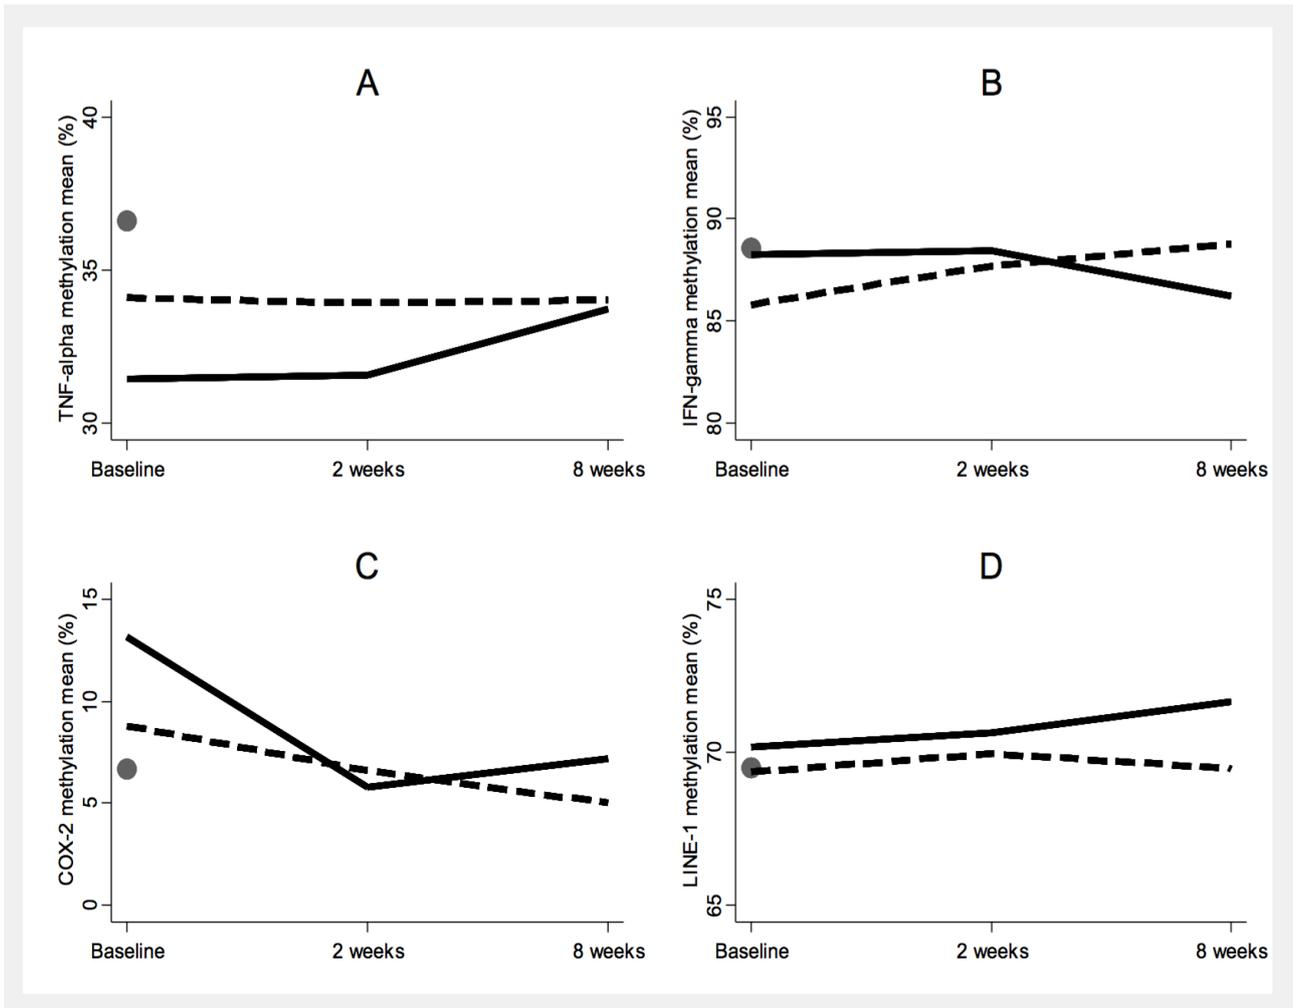 A
TNF-alpha methylation mean (%)
40
35
30
Baseline
2 weeks
8 weeks
B
IFN-gamma methylation mean (%)
95
90
85
80
Baseline
2 weeks
8 weeks
C
COX-2 methylation mean (%)
15
10
5
0
Baseline
2 weeks
8 weeks
D
LINE-1 methylation mean (%)
75
70
65
Baseline
2 weeks
8 weeks